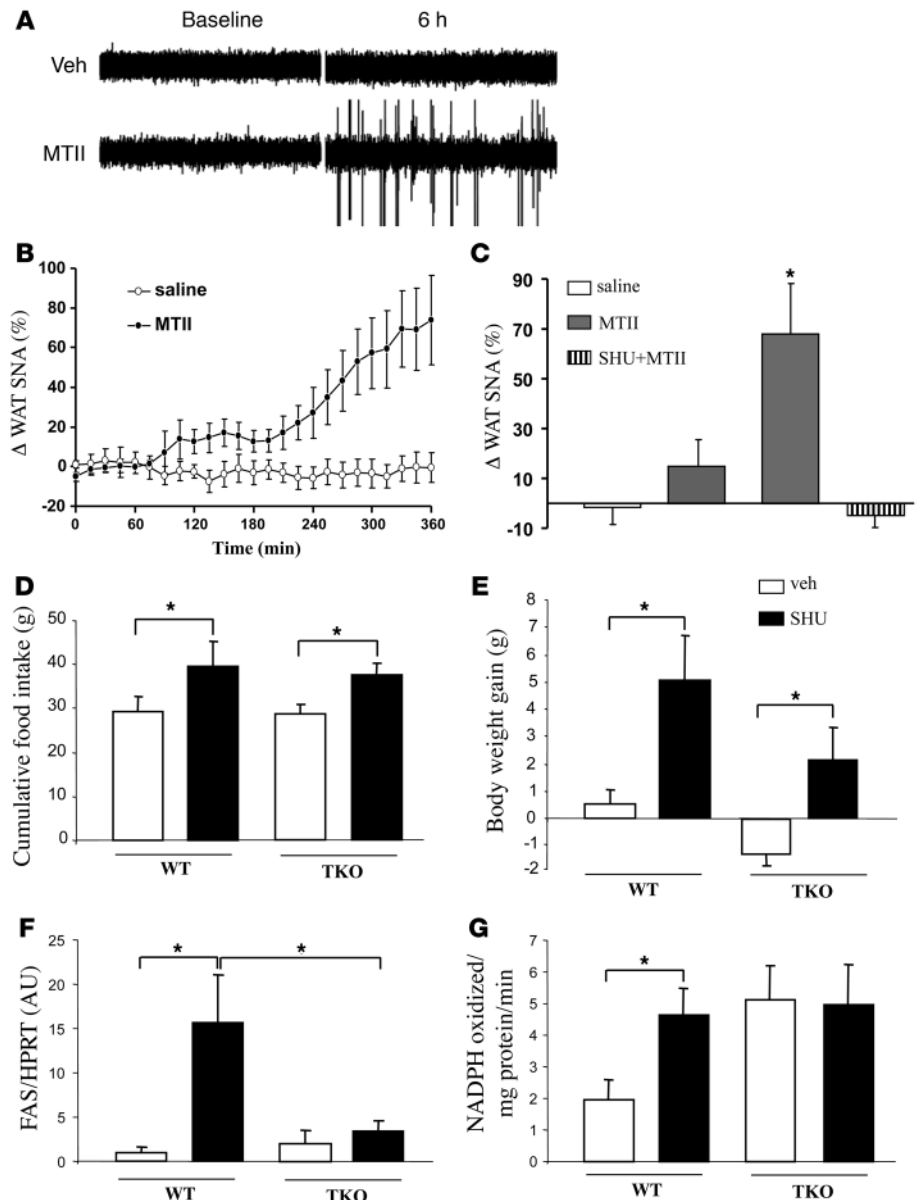 A
Baseline 6 h
Veh
MTII
B
100
80
60
40
20
0
-20
Δ WAT SNA (%)
saline
MTII
0 60 120 180 240 300 360
Time (min)
C
90
70
50
30
10
-10
Δ WAT SNA (%)
*
saline
MTII
SHU+MTII
D
50
40
30
20
10
0
Cumulative food intake (g)
* *
WT TKO
E
8
7
6
5
4
3
2
1
0
-1
-2
Body weight gain (g)
veh
SHU
* *
WT TKO
F
25
20
15
10
5
0
FAS/HPRT (AU)
* *
WT TKO
G
7
6
5
4
3
2
1
0
NADPH oxidized/
mg protein/min
*
WT TKO